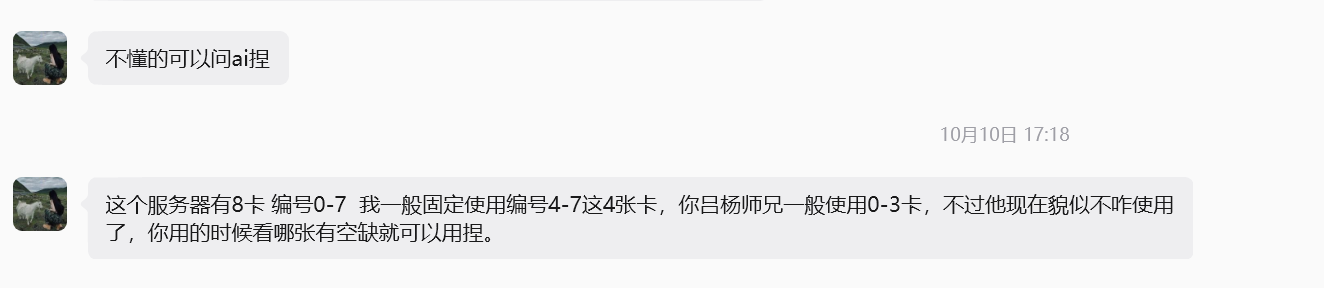 不懂的可以问ai捏
10月10日 17:18
这个服务器有8卡 编号0-7  我一般固定使用编号4-7这4张卡，你吕杨师兄一般使用0-3卡，不过他现在貌似不咋使用
了，你用的时候看哪张有空缺就可以用捏。